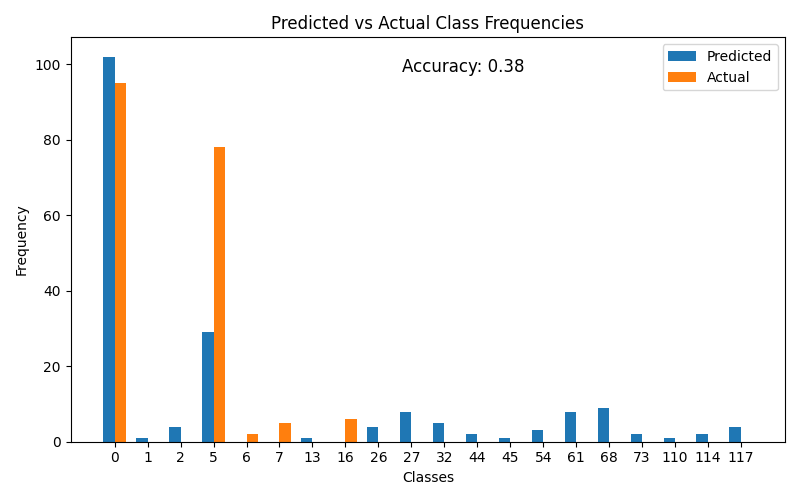 Predicted vs Actual Class Frequencies
Accuracy: 0.38
Predicted
Actual
Frequency
100
80
60
40
20
0
0 1 2 5 6 7 13 16 26 27 32 44 45 54 61 68 73 110 114 117
Classes